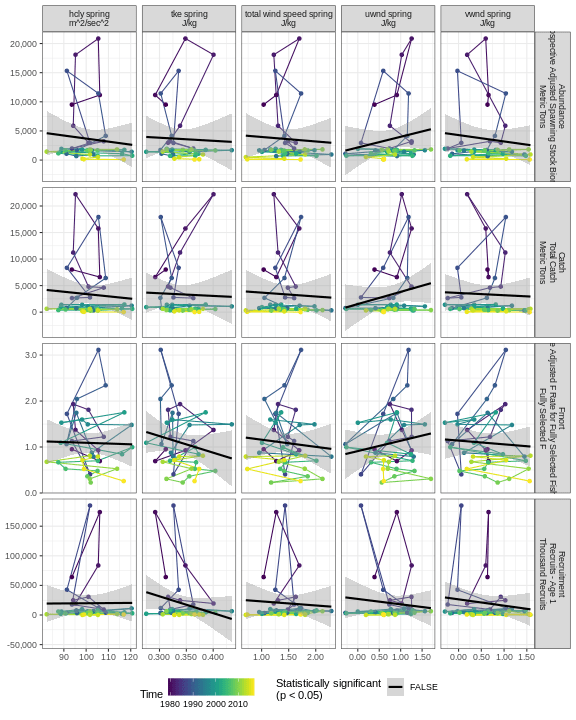 hcly spring
m^2/sec^2
tke spring
J/kg
total wind speed spring
J/kg
uwnd spring
J/kg
vwnd spring
J/kg
20,000
15,000
10,000
5,000
0
Abundance
Adjusted Spawning Stock
Metric Tons
20,000
15,000
10,000
5,000
0
Catch
Total Catch
Metric Tons
3.0
2.0
1.0
0.0
Fmort
Adjusted F Rate for Fully Selected
Fully Selected F
150,000
100,000
50,000
0
-50,000
Recruitment
Recruits - Age 1
Thousand Recruits
90 100 110 120
0.300 0.350 0.400
1.00 1.50 2.00
0.00 0.50 1.00 1.50
0.00 0.50 1.00 1.50
Time
1980 1990 2000 2010
Statistically significant
(p < 0.05)
FALSE